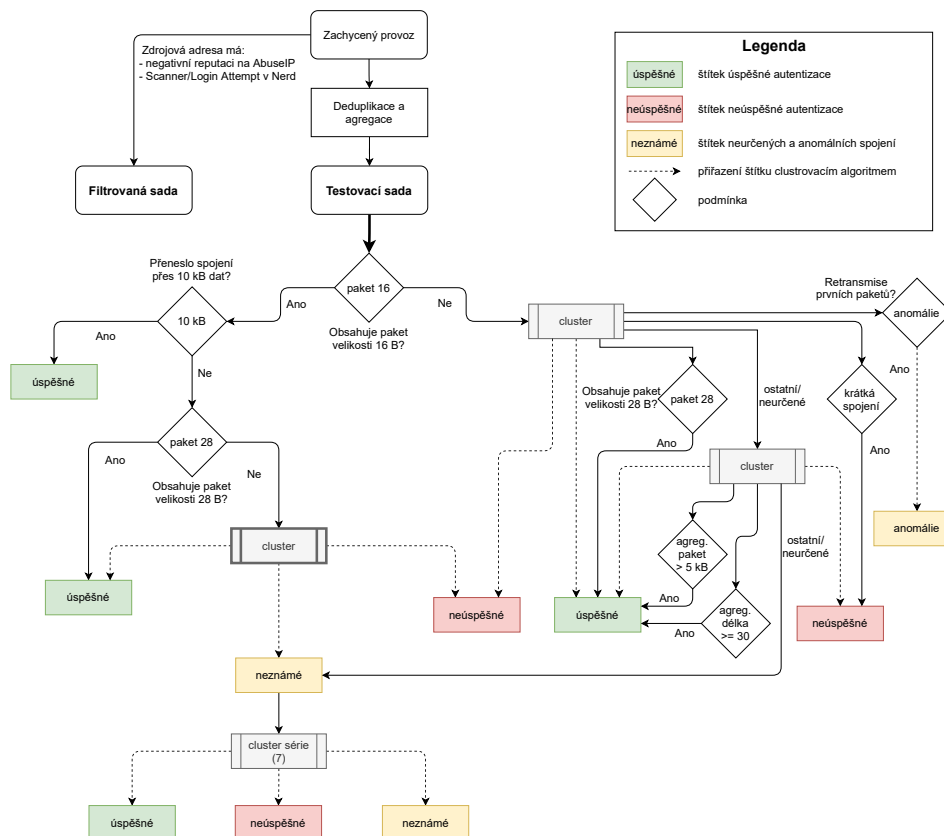 Zachycený provoz
Zdrojová adresa má:
- negativní reputaci na AbuseIP
- Scanner/Login Attempt v Nerd
Deduplikace a
agregace
Filtrovaná sada
Testovací sada
Legenda
úspěšné
štítek úspěšné autentizace
neúspěšné
štítek neúspěšné autentizace
neznámé
štítek neurčených a anomálních spojení
přiřazení štítku clustrovacím algoritmem
podmínka
Přeneslo spojení
přes 10 kB dat?
paket 16
Ano
Ne
Obsahuje paket
velikosti 16 B?
10 kB
Ano
úspěšné
Ne
cluster
Retransmise
prvních paketů?
anomálie
Ano
Obsahuje paket
velikosti 28 B?
paket 28
Ano
ostatní/
neurčené
krátká
spojení
Ano
paket 28
Ano
Ne
Obsahuje paket
velikosti 28 B?
cluster
cluster
anomálie
agreg.
paket
> 5 kB
Ano
ostatní/
neurčené
agreg.
délka
>= 30
Ano
úspěšné
neúspěšné
úspěšné
neúspěšné
neznámé
cluster série
(7)
úspěšné
neúspěšné
neznámé